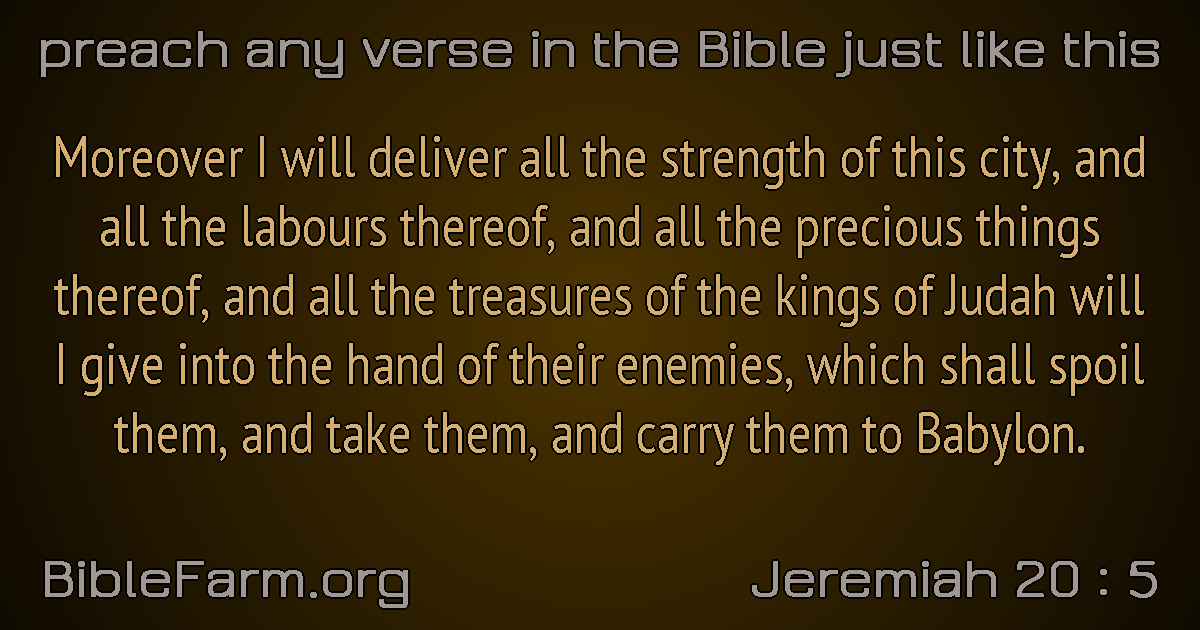 preach any verse in the Bible just like this
Moreover I will deliver all the strength of this city, and
all the labours thereof, and all the precious things
thereof, and all the treasures of the kings of Judah will
I give into the hand of their enemies, which shall spoil
them, and take them, and carry them to Babylon.
BibleFarm.org
Jeremiah 20 : 5